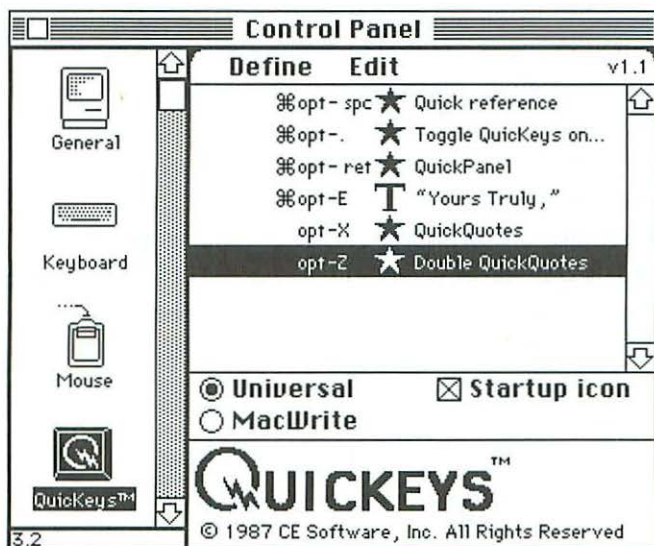 Control Panel
General
Keyboard
Mouse
QuicKeys™
3.2
Define Edit v1.1
⌘opt- spc Quick reference
⌘opt-. Toggle QuicKeys on...
⌘opt- ret QuickPanel
⌘opt-E T “Yours Truly,”
opt-X QuickQuotes
opt-Z Double QuickQuotes
Universal Startup icon
MacWrite
QUICKEYS™
© 1987 CE Software, Inc. All Rights Reserved